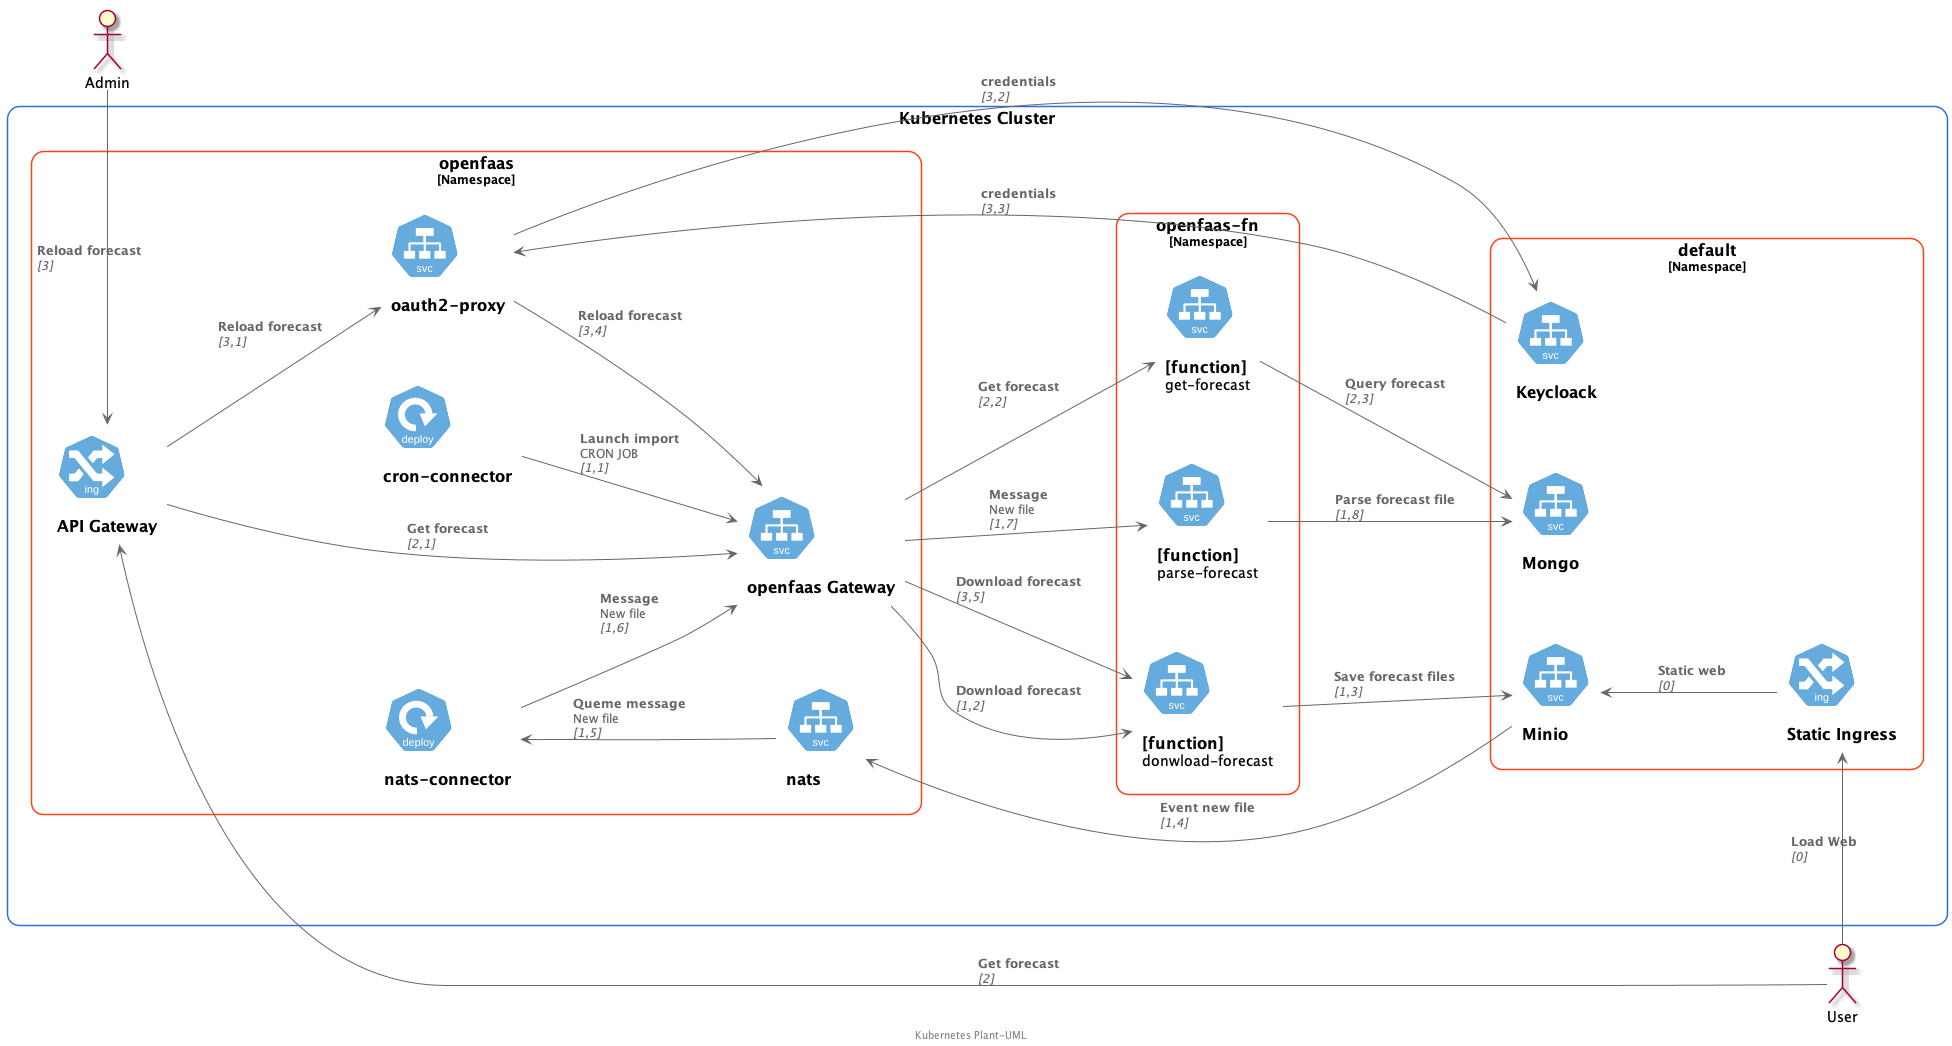 Admin
credentials
[3,2]
Kubernetes Cluster
openfaas
[Namespace]
credentials
[3,3]
openfaas-fn
[Namespace]
default
[Namespace]
Reload forecast
[3]
svc
oauth2-proxy
Reload forecast
[3,1]
Reload forecast
[3,4]
svc
[function]
get-forecast
svc
Keycloack
Get forecast
[2,2]
Query forecast
[2,3]
deploy
cron-connector
Launch import
CRON JOB
[1,1]
ing
API Gateway
Get forecast
[2,1]
svc
openfaas Gateway
Message
New file
[1,7]
svc
[function]
parse-forecast
Parse forecast file
[1,8]
svc
Mongo
Message
New file
[1,6]
Download forecast
[3,5]
Download forecast
[1,2]
svc
[function]
donwload-forecast
Save forecast files
[1,3]
svc
Minio
Static web
[0]
ing
Static Ingress
deploy
nats-connector
Queme message
New file
[1,5]
svc
nats
Event new file
[1,4]
Load Web
[0]
Get forecast
[2]
User
Kubernetes Plant-UML